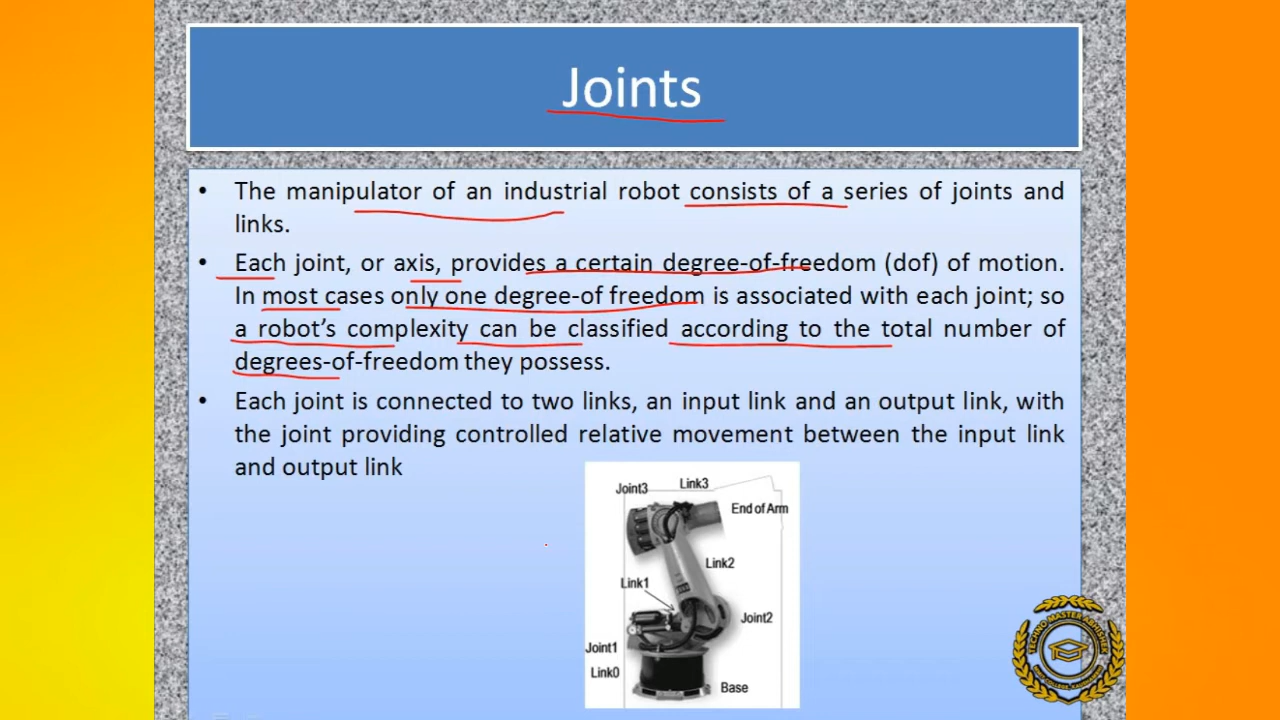 Joints
• The manipulator of an industrial robot consists of a series of joints and
links.
• Each joint, or axis, provides a certain degree-of-freedom (dof) of motion.
In most cases only one degree-of freedom is associated with each joint; so
a robot's complexity can be classified according to the total number of
degrees-of-freedom they possess.
• Each joint is connected to two links, an input link and an output link, with
the joint providing controlled relative movement between the input link
and output link
Joint3
Link3
End of Arm
Link2
Link1
Joint2
Joint1
Link0
Base
TECHNO MASTER ABHISHEK